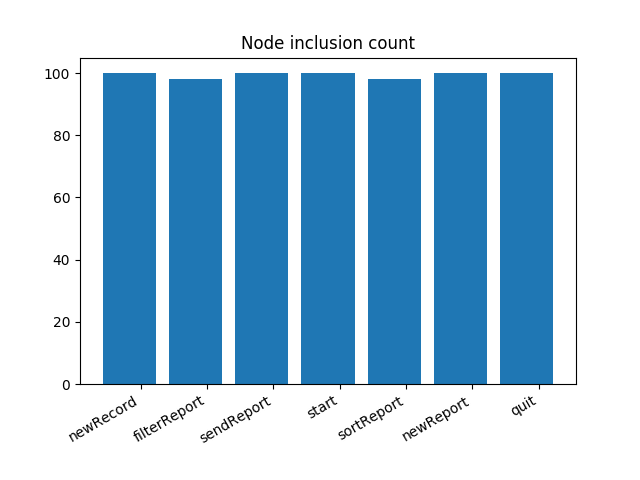 Node inclusion count
100
80
60
40
20
0
newRecord
filterReport
sendReport
start
sortReport
newReport
quit